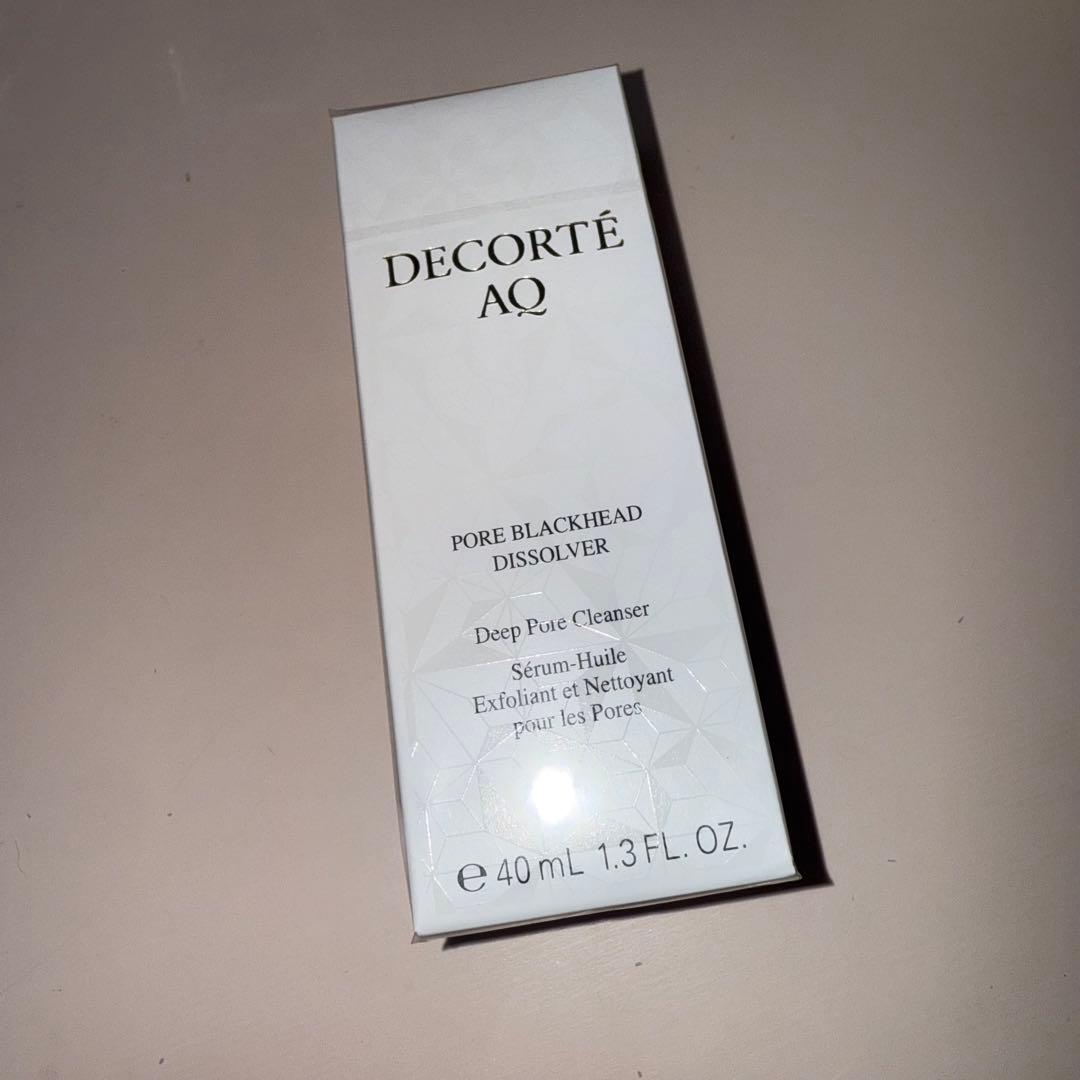 DECORTÉ
AQ
PORE BLACKHEAD
DISSOLVER
Deep Pore Cleanser
Sérum-Huile
Exfoliant et Nettoyant
pour les Pores
℮ 40 mL 1.3 FL. OZ.